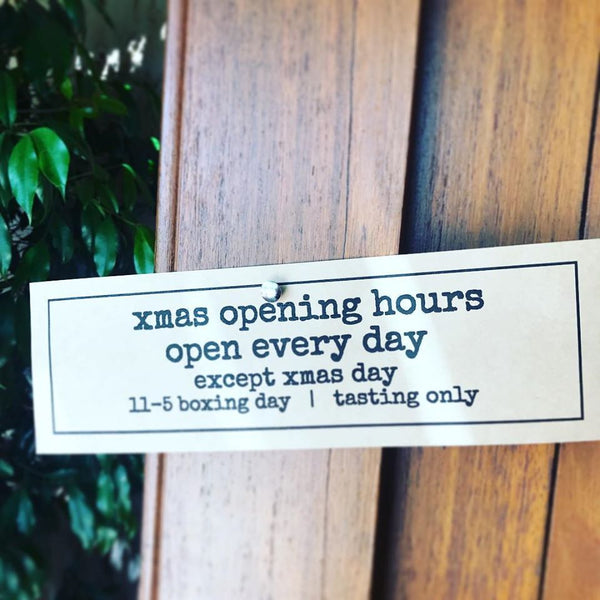 xmas opening hours
open every day
except xmas day
11-5 boxing day | tasting only